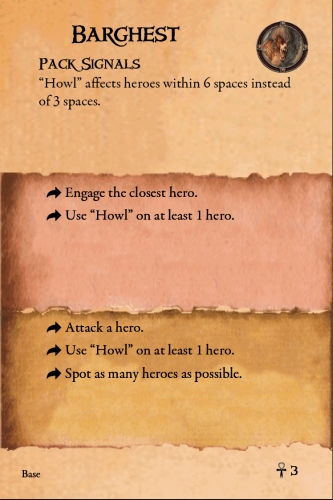 Barghest
Pack Signals
“Howl” affects heroes within 6 spaces instead
of 3 spaces.
Engage the closest hero.
Use “Howl” on at least 1 hero.
Attack a hero.
Use “Howl” on at least 1 hero.
Spot as many heroes as possible.
Base
3